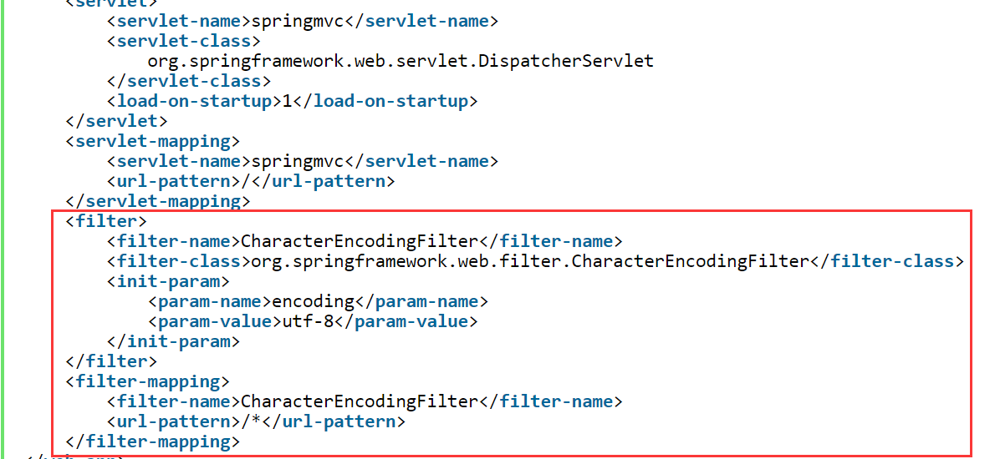 <servlet>
<servlet-name>springmvc</servlet-name>
<servlet-class>
org.springframework.web.servlet.DispatcherServlet
</servlet-class>
<load-on-startup>1</load-on-startup>
</servlet>
<servlet-mapping>
<servlet-name>springmvc</servlet-name>
<url-pattern>/</url-pattern>
</servlet-mapping>
<filter>
<filter-name>CharacterEncodingFilter</filter-name>
<filter-class>org.springframework.web.filter.CharacterEncodingFilter</filter-class>
<init-param>
<param-name>encoding</param-name>
<param-value>utf-8</param-value>
</init-param>
</filter>
<filter-mapping>
<filter-name>CharacterEncodingFilter</filter-name>
<url-pattern>/*</url-pattern>
</filter-mapping>
</web-app>